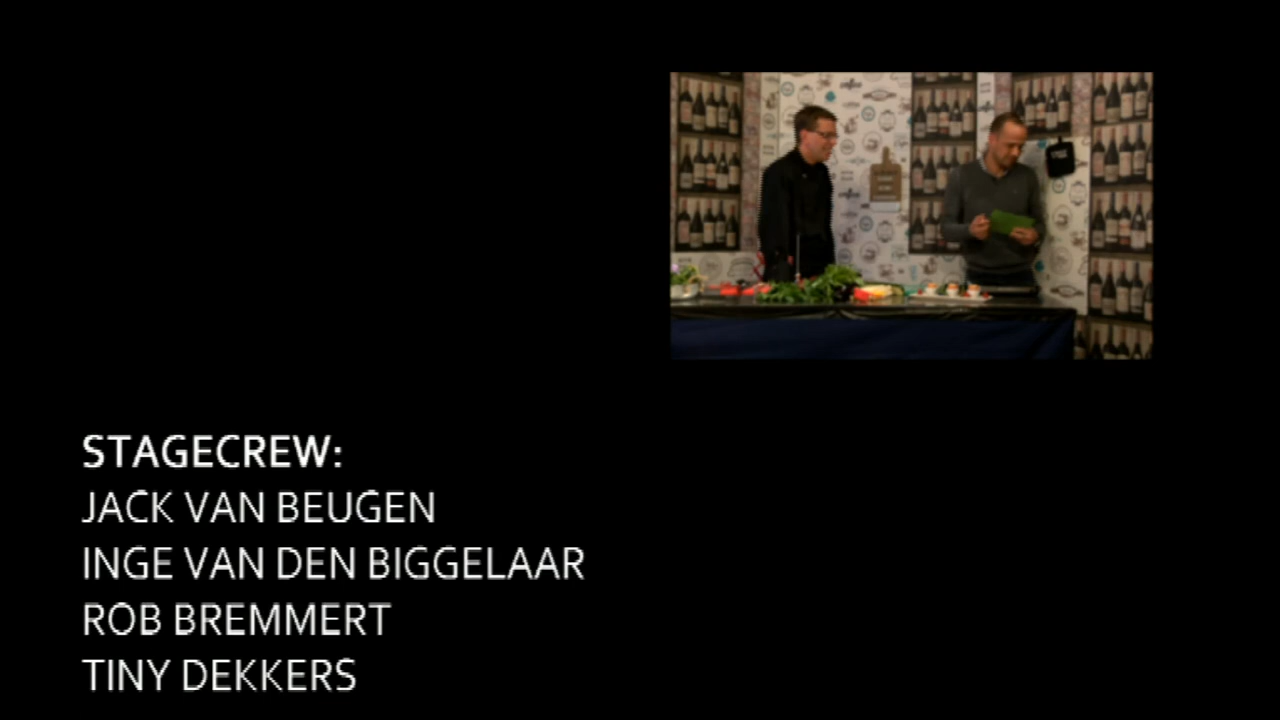 STAGECREW:
JACK VAN BEUGEN
INGE VAN DEN BIGGELAAR
ROB BREMMERT
TINY DEKKERS